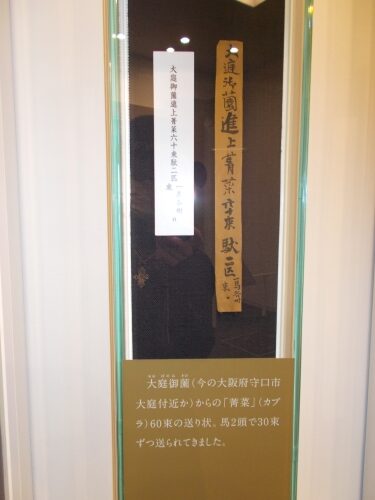 大庭御薗進上菁菜六十束駄二匹
大庭御薗進上菁菜六十束駄二匹
大庭御薗(今の大阪府守口市
大庭付近か)からの「菁菜」(カブ
ラ)60束の送り状。馬2頭で30束
ずつ送られてきました。